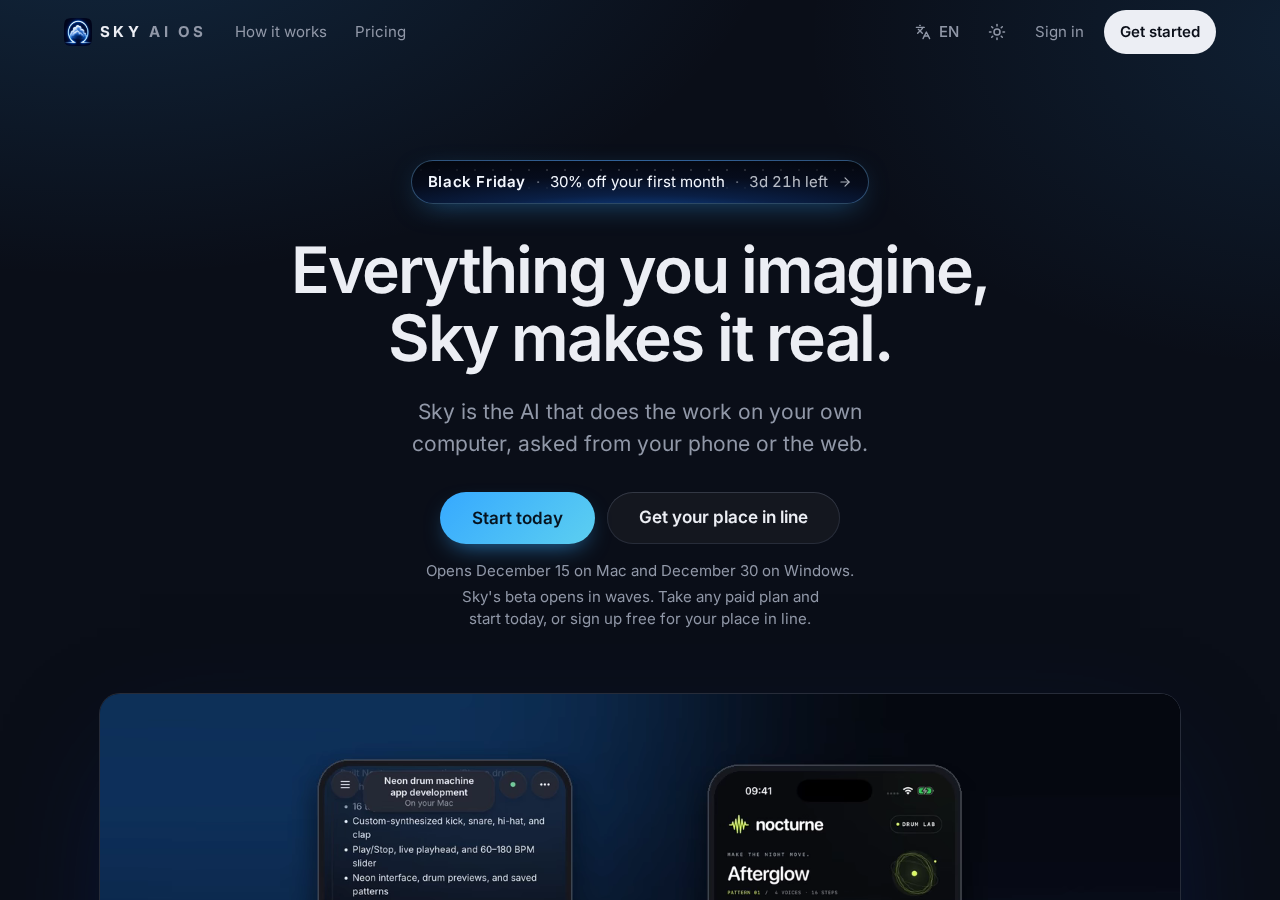 SKY AI OS How it works Pricing EN Sign in Get started
Black Friday · 30% off your first month · 3d 21h left →
Everything you imagine,
Sky makes it real.
Sky is the AI that does the work on your own
computer, asked from your phone or the web.
Start today Get your place in line
Opens December 15 on Mac and December 30 on Windows.
Sky's beta opens in waves. Take any paid plan and
start today, or sign up free for your place in line.
Neon drum machine
app development
On your Mac
• 16
• Custom-synthesized kick, snare, hi-hat, and
clap
• Play/Stop, live playhead, and 60–180 BPM
slider
• Neon interface, drum previews, and saved
patterns
09:41
nocturne
DRUM LAB
MAKE THE NIGHT MOVE.
Afterglow
PATTERN 01 / 4 VOICES · 16 STEPS